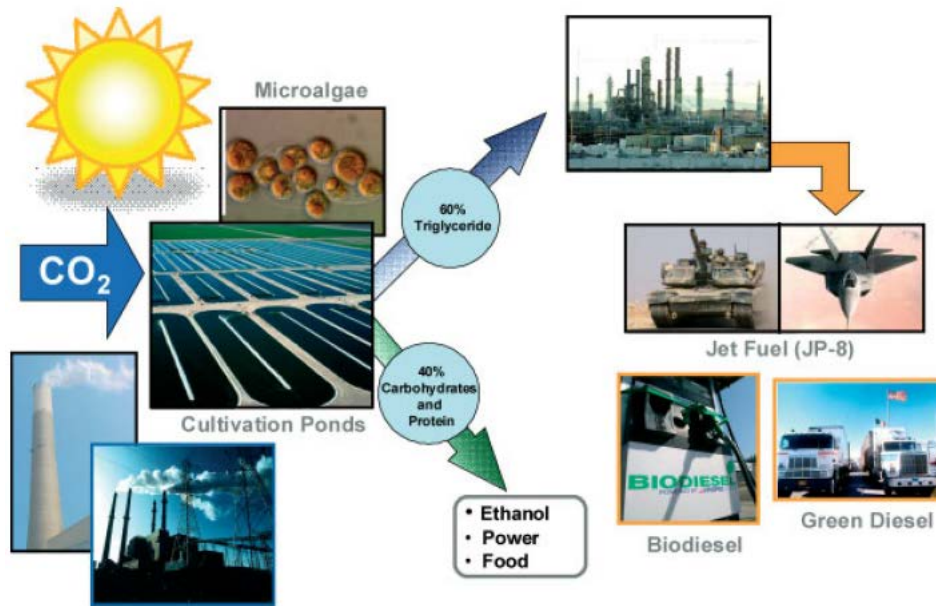 Microalgae
CO2
60%
Triglyceride
Cultivation Ponds
40%
Carbohydrates
and
Protein
• Ethanol
• Power
• Food
Jet Fuel (JP-8)
BIODIESEL
Biodiesel
Green Diesel